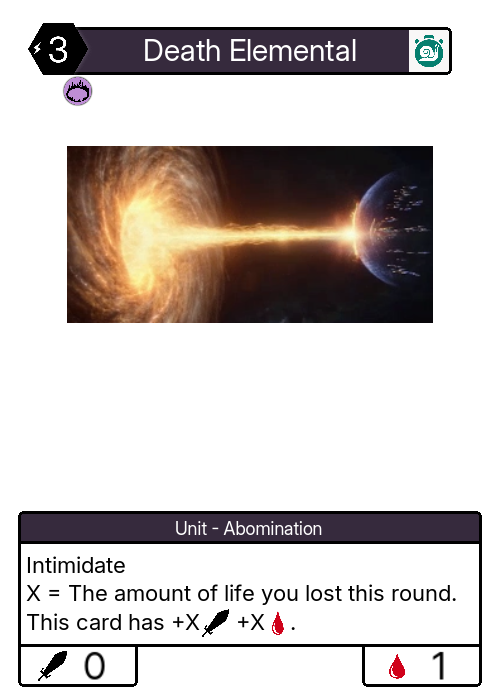 3 Death Elemental
Unit - Abomination
Intimidate
X = The amount of life you lost this round.
This card has +X +X .
0 1